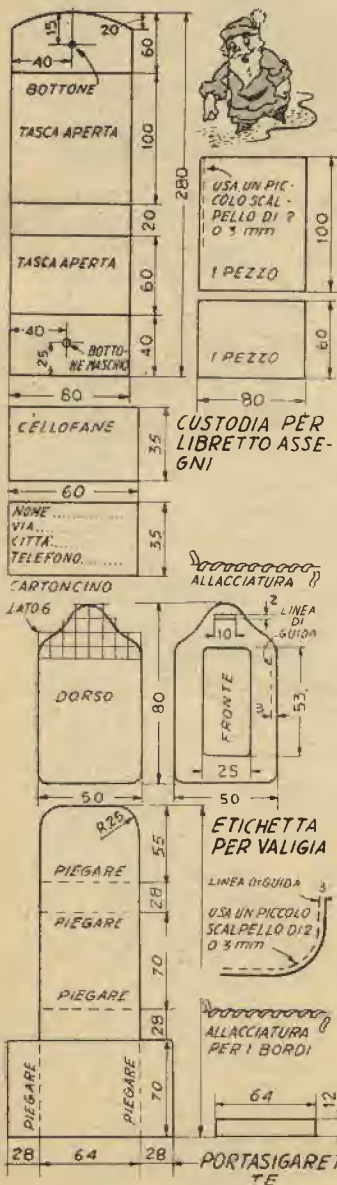 15
20
60
40
BOTTONE
TASCA APERTA
100
280
20
TASCA APERTA
60
40
25
BOTTO-
NE MASCHIO
40
80
USA UN PIC-
COLO SCAL-
PELLO DI 2
O 3 mm
1 PEZZO
100
1 PEZZO
60
80
CUSTODIA PER
LIBRETTO ASSE-
GNI
CELLOFANE
35
60
NOME
VIA
CITTÀ
TELEFONO
35
CARTONCINO
LATO 6
ALLACCIATURA
DORSO
80
50
2
LINEA
DI
GUIDA
10
3
FRONTE
53
25
50
ETICHETTA
PER VALIGIA
R25
55
PIEGARE
28
PIEGARE
70
PIEGARE
28
PIEGARE
PIEGARE
70
28
64
28
LINEA DI GUIDA
3
USA UN PICCOLO
SCALPELLO DI 2
O 3 mm
ALLACCIATURA
PER I BORDI
64
12
PORTASIGARET
TE